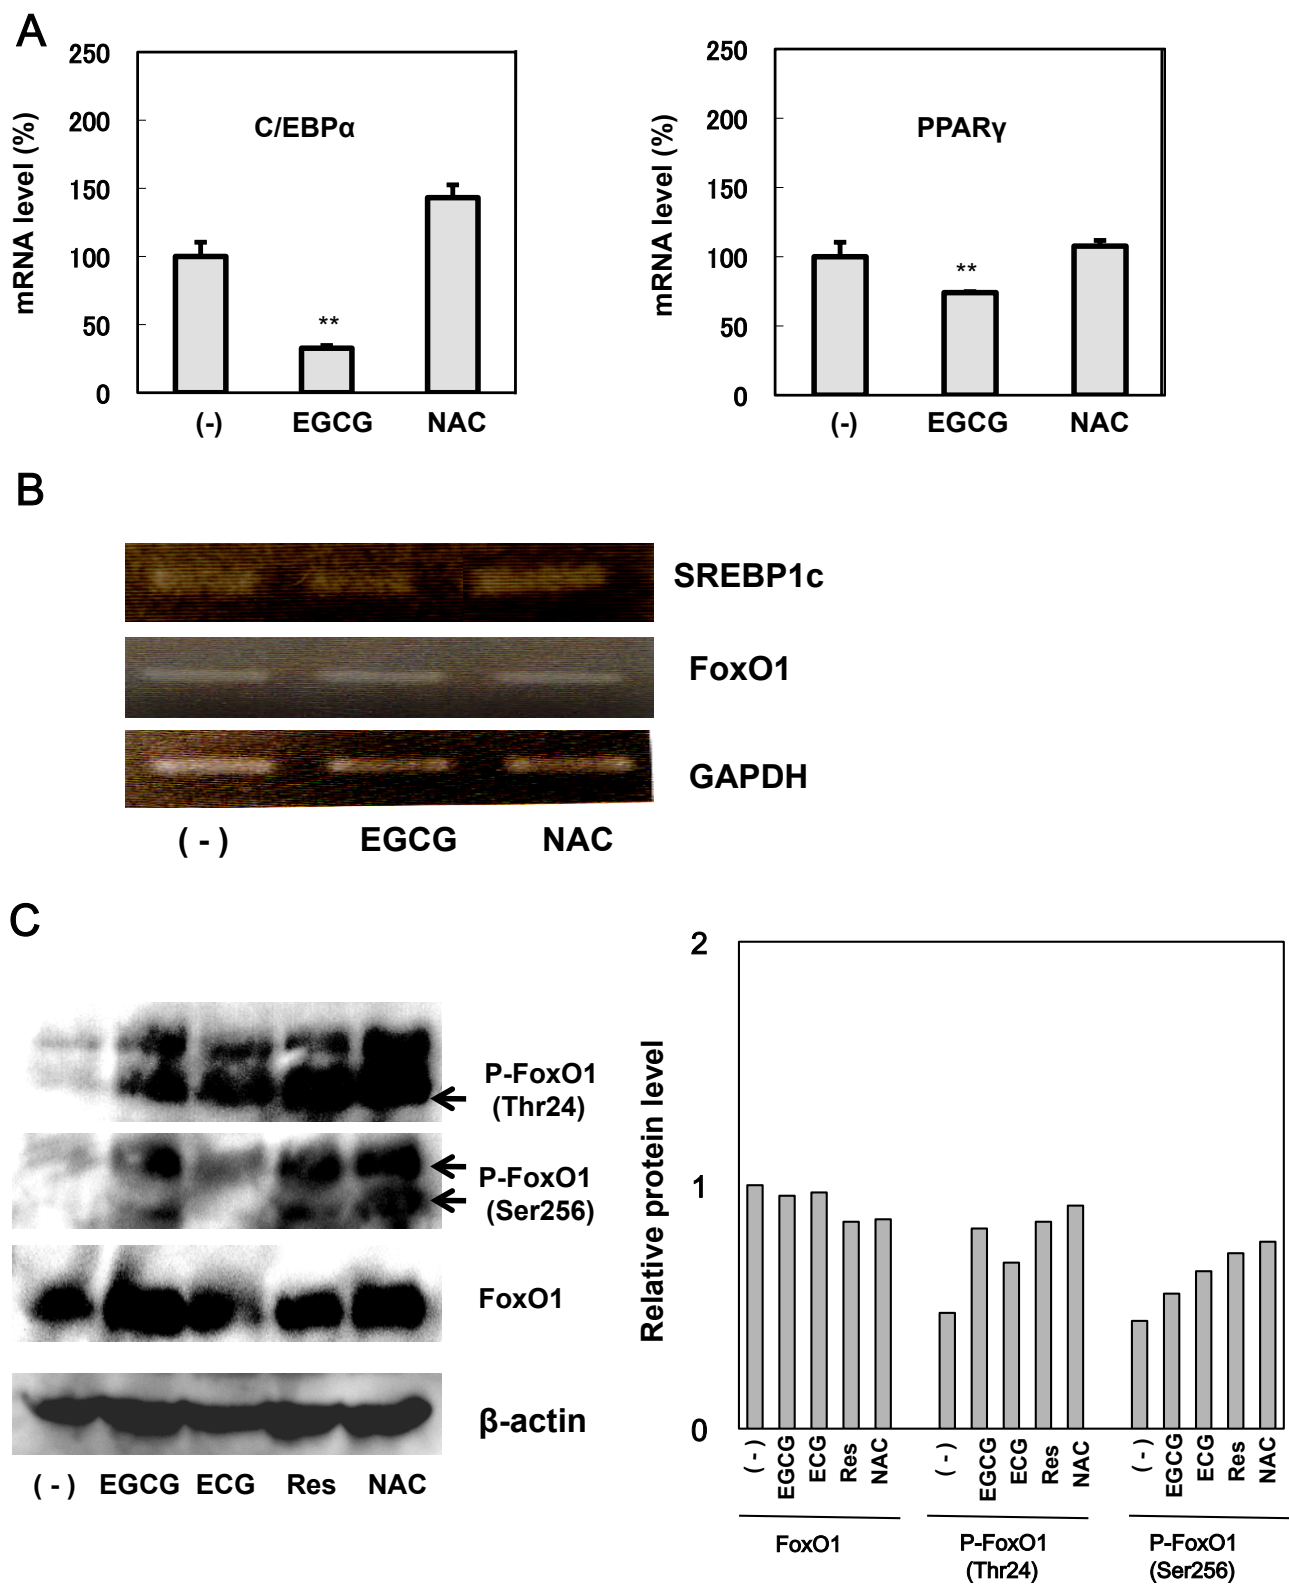 A
250
200
150
100
50
0
mRNA level (%)
C/EBPα
**
(-) EGCG NAC
250
200
150
100
50
0
mRNA level (%)
PPARγ
**
(-) EGCG NAC
B
SREBP1c
FoxO1
GAPDH
( - ) EGCG NAC
C
P-FoxO1
(Thr24)
P-FoxO1
(Ser256)
FoxO1
β-actin
( - ) EGCG ECG Res NAC
2
1
0
Relative protein level
( - ) EGCG ECG Res NAC ( - ) EGCG ECG Res NAC ( - ) EGCG ECG Res NAC
FoxO1 P-FoxO1 P-FoxO1
(Thr24) (Ser256)